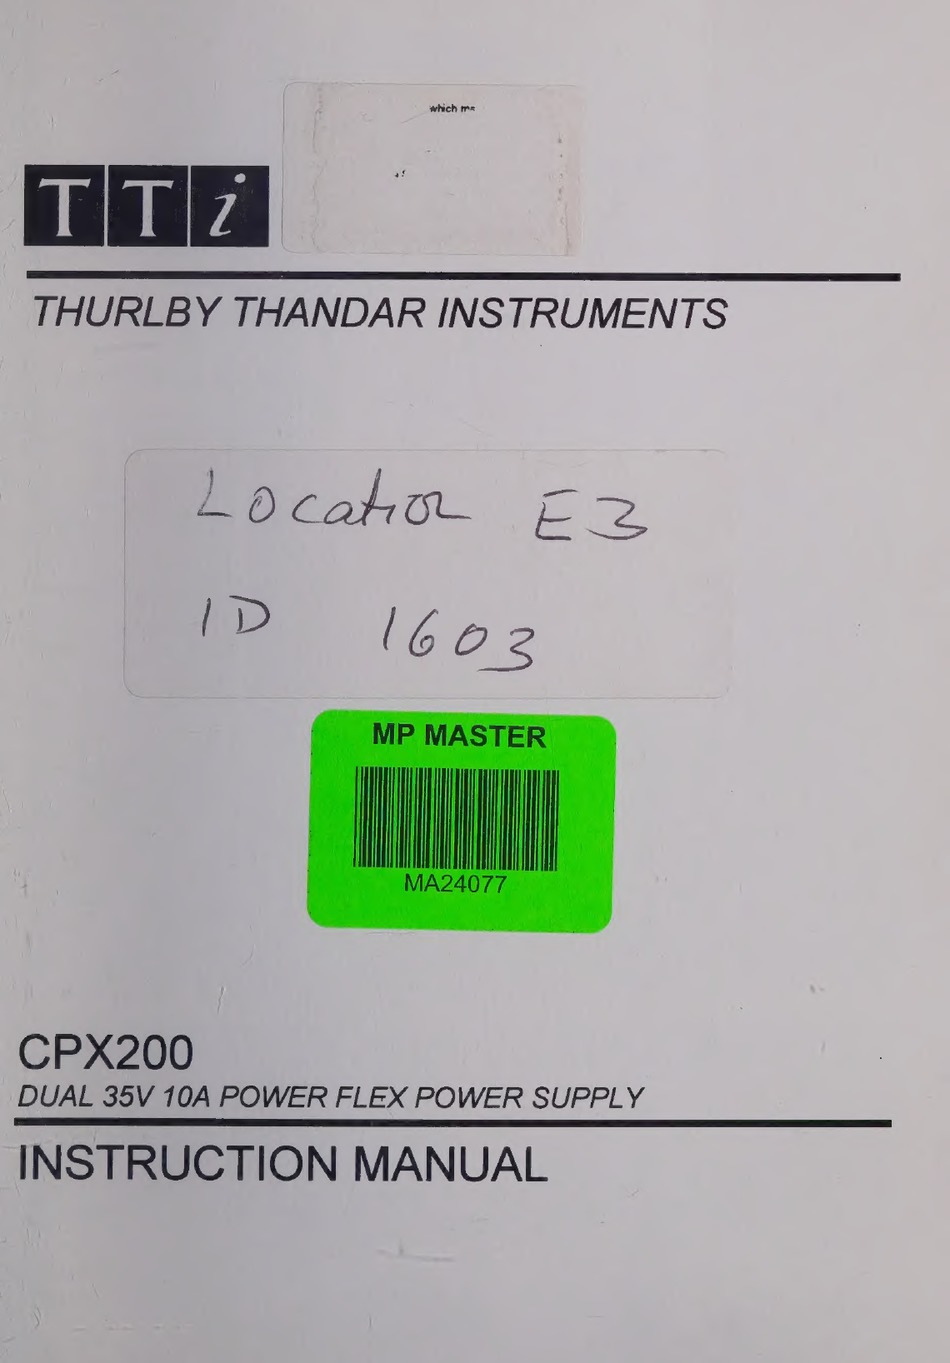 which
TTi
THURLBY THANDAR INSTRUMENTS
Location E3
ID 1603
MP MASTER
MA24077
CPX200
DUAL 35V 10A POWER FLEX POWER SUPPLY
INSTRUCTION MANUAL